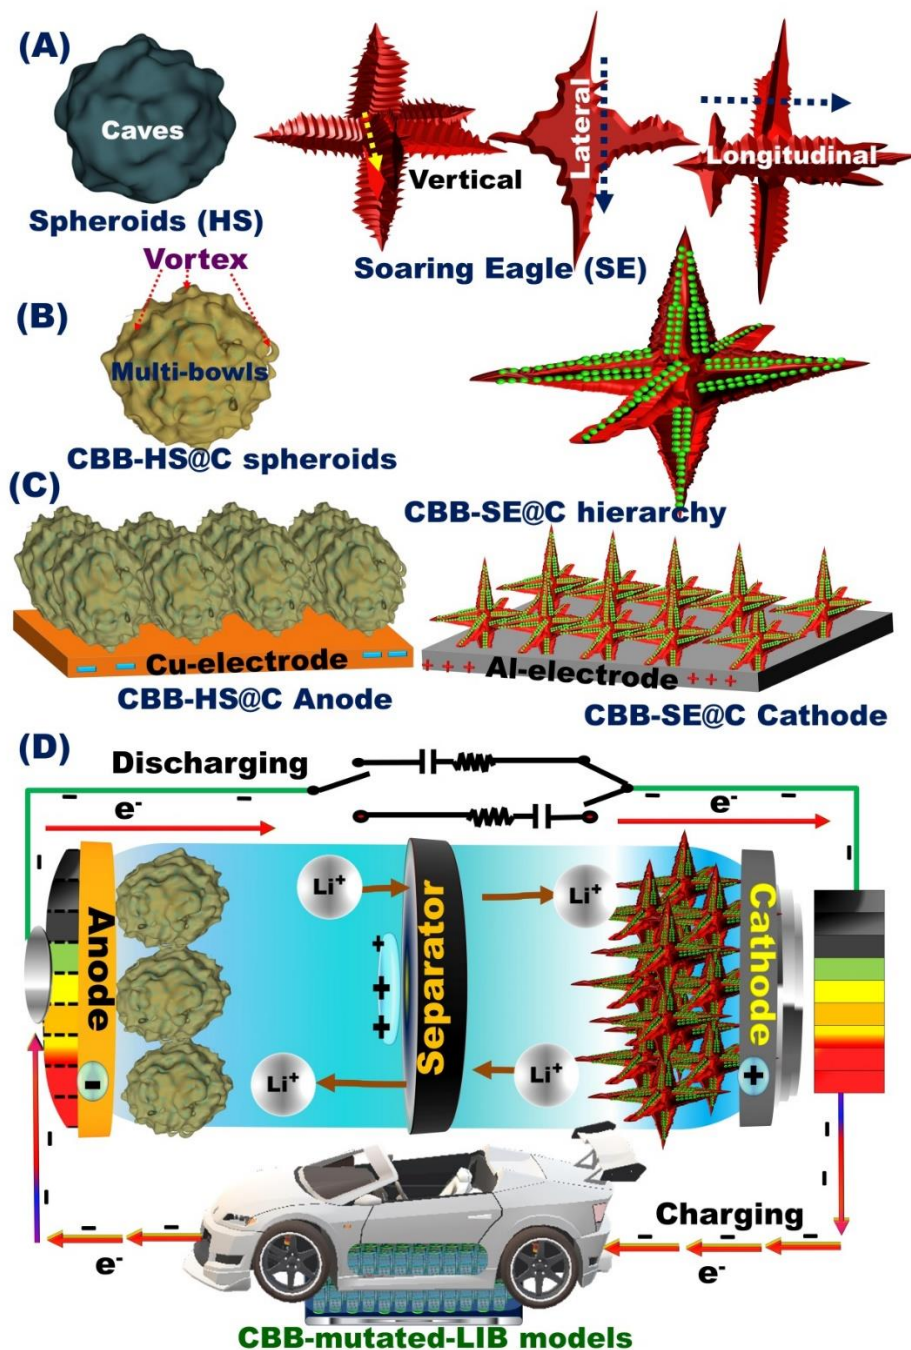 (A)
Caves
Spheroids (HS)
Vertical
Lateral
Longitudinal
Soaring Eagle (SE)
Vortex
(B)
Multi-bowls
CBB-HS@C spheroids
CBB-SE@C hierarchy
(C)
Cu-electrode
CBB-HS@C Anode
+ + + Al-electrode + + +
CBB-SE@C Cathode
(D)
Discharging
e-
e-
Anode
Li+
Separator
Li+
Cathode
+
+
+
-
Li+
Li+
+
Charging
e-
e-
CBB-mutated-LIB models